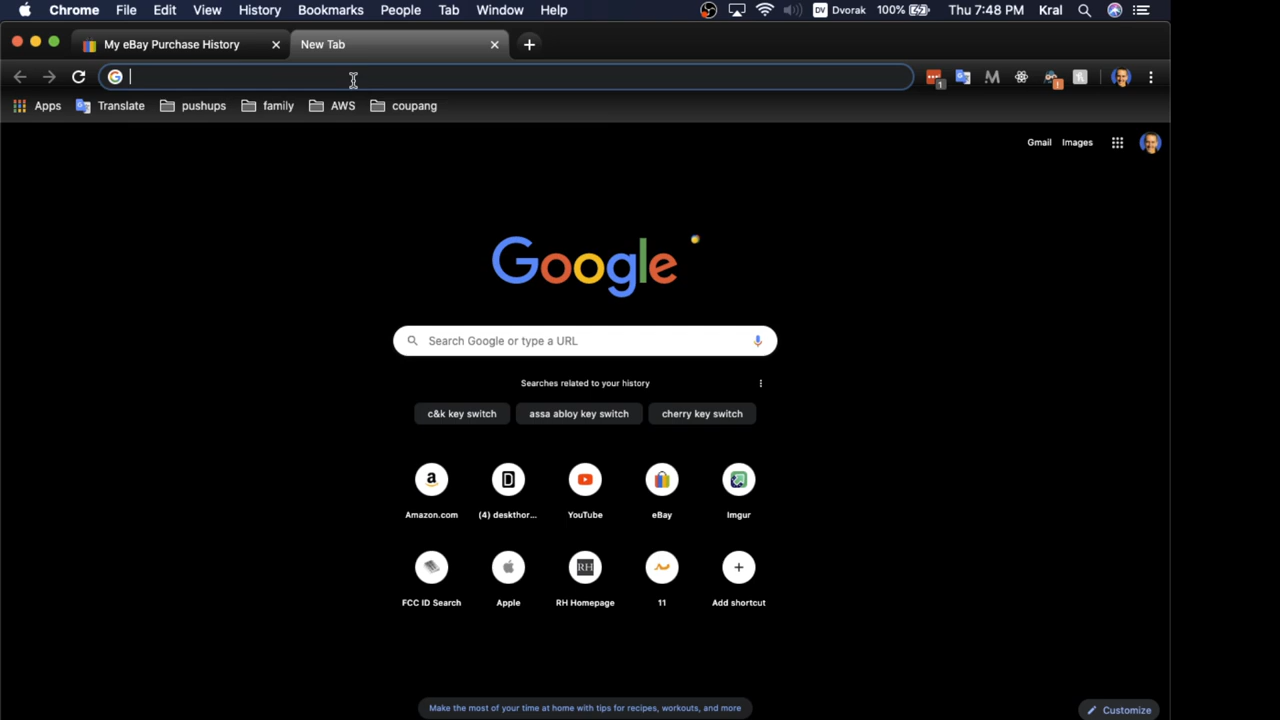 Chrome File Edit View History Bookmarks People Tab Window Help DV Dvorak 100% Thu 7:48 PM Kral
My eBay Purchase History New Tab
G 1 M !
Apps Translate pushups family AWS coupang
Gmail Images
Google
Search Google or type a URL
Searches related to your history
c&k key switch assa abloy key switch cherry key switch
a D
Amazon.com (4) deskthor... YouTube eBay Imgur
RH
FCC ID Search Apple RH Homepage 11 Add shortcut
Make the most of your time at home with tips for recipes, workouts, and more
Customize